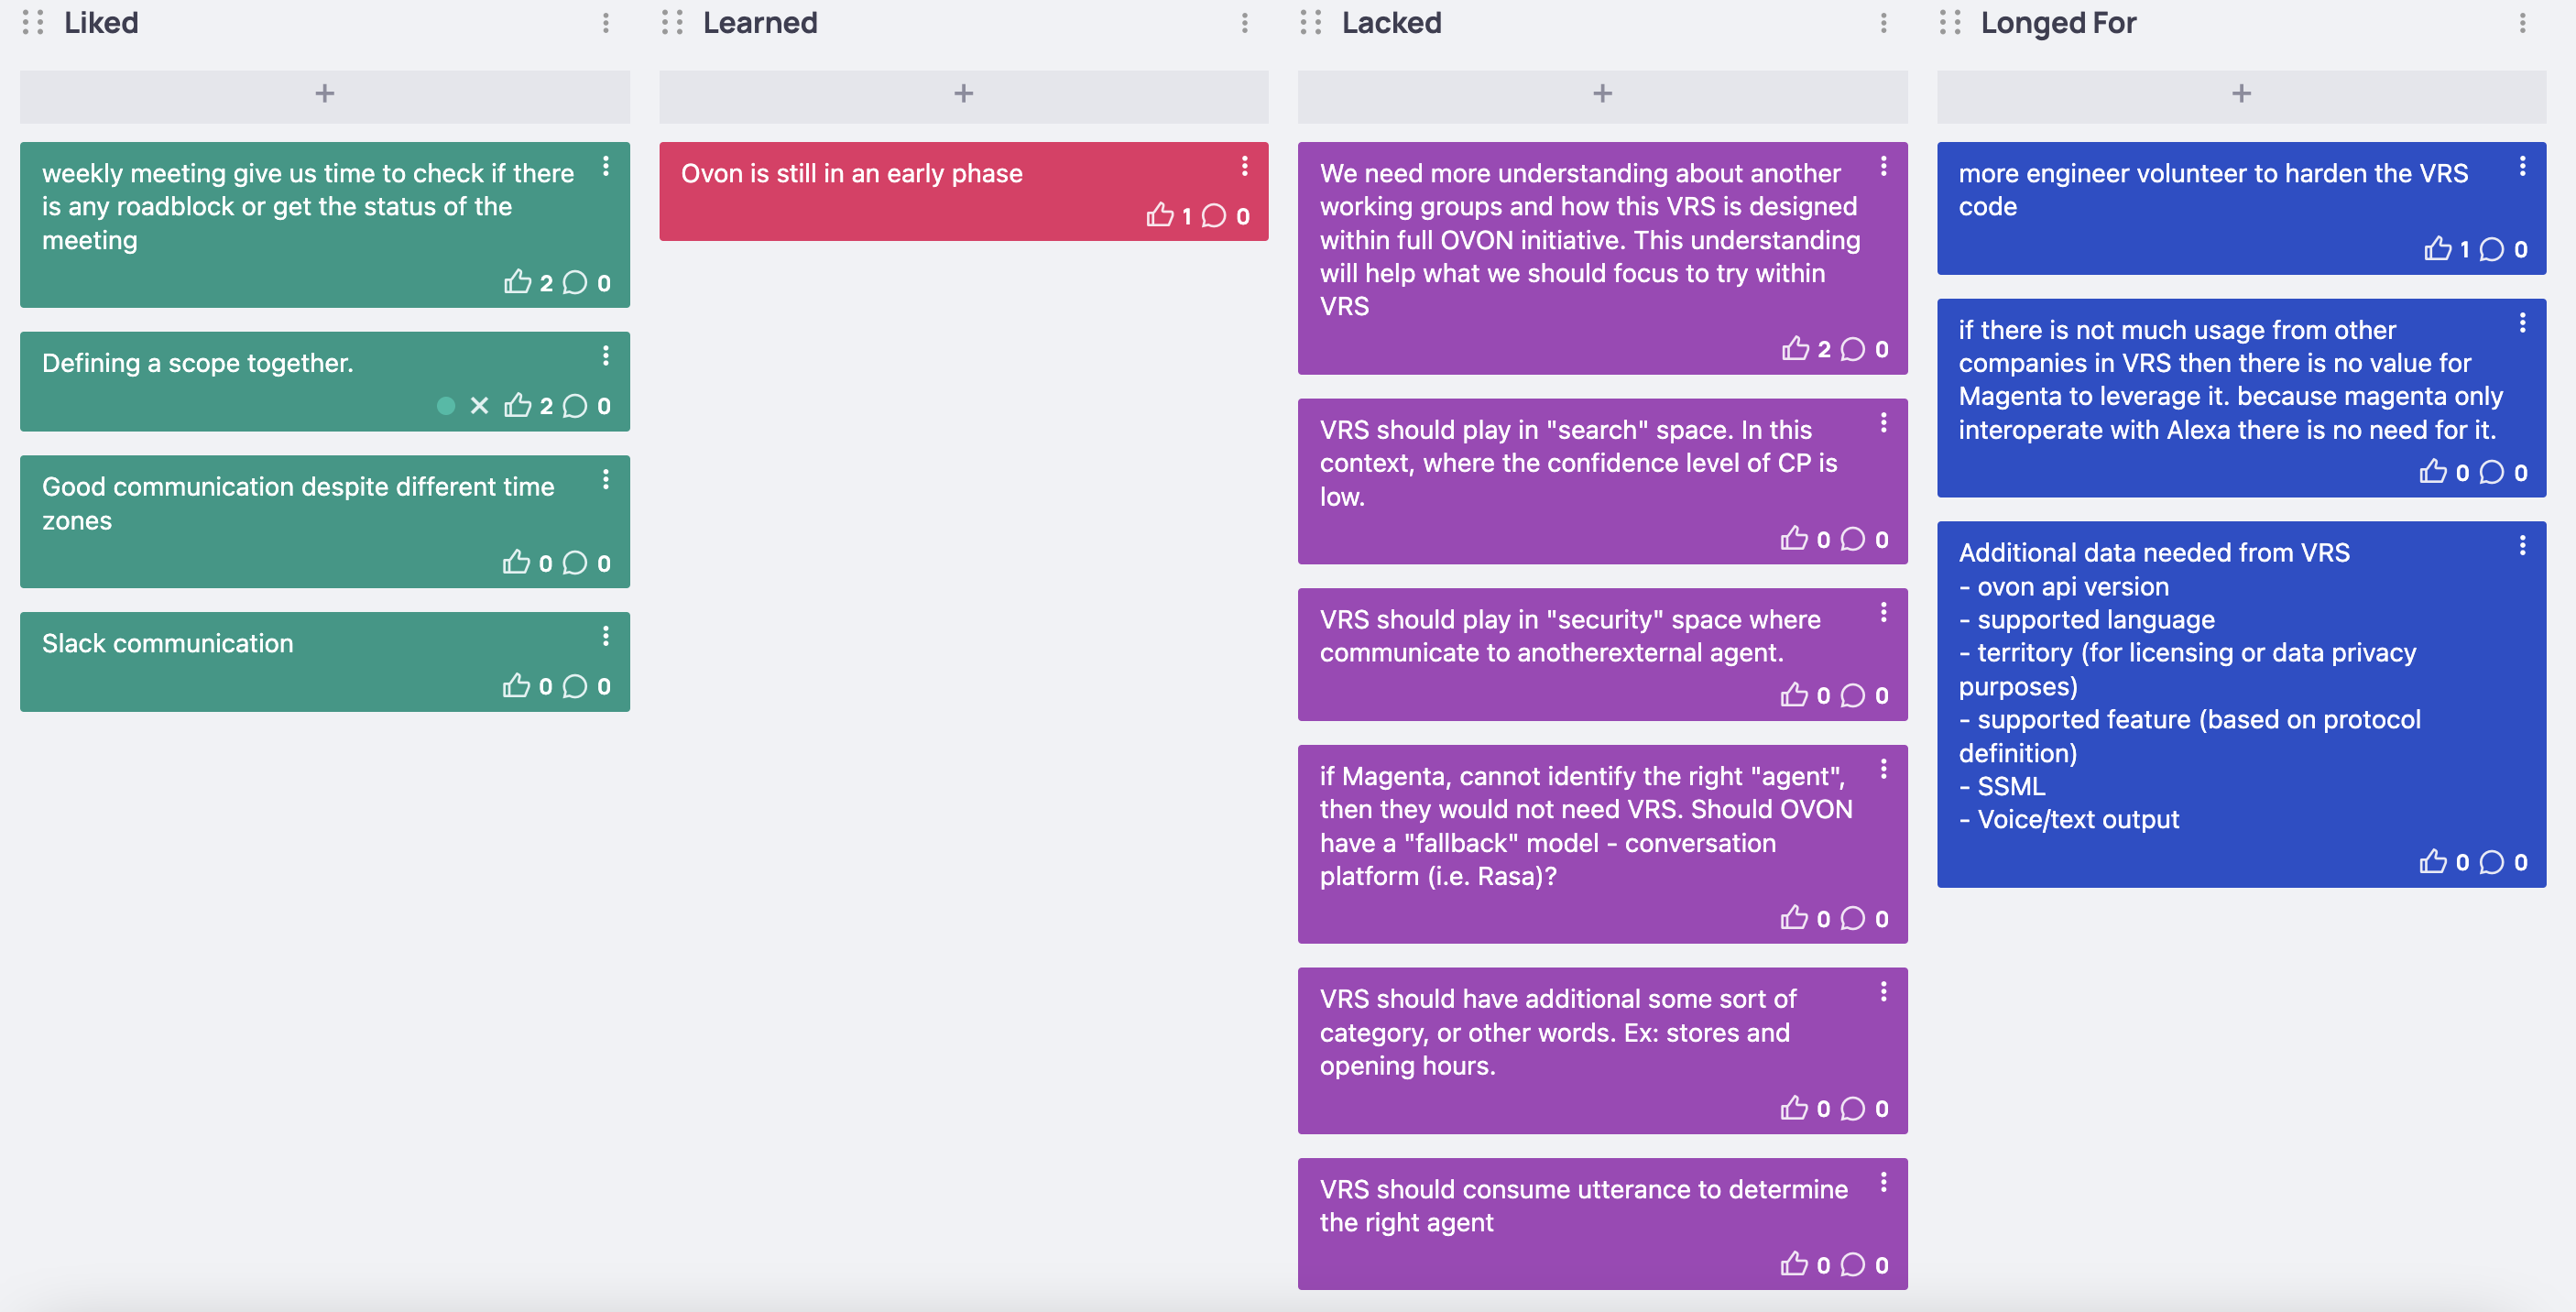 Liked
+
weekly meeting give us time to check if there
is any roadblock or get the status of the
meeting
2 0
Defining a scope together.
2 0
Good communication despite different time
zones
0 0
Slack communication
0 0
Learned
+
Ovon is still in an early phase
1 0
Lacked
+
We need more understanding about another
working groups and how this VRS is designed
within full OVON initiative. This understanding
will help what we should focus to try within
VRS
2 0
VRS should play in "search" space. In this
context, where the confidence level of CP is
low.
0 0
VRS should play in "security" space where
communicate to anotherexternal agent.
0 0
if Magenta, cannot identify the right "agent",
then they would not need VRS. Should OVON
have a "fallback" model - conversation
platform (i.e. Rasa)?
0 0
VRS should have additional some sort of
category, or other words. Ex: stores and
opening hours.
0 0
VRS should consume utterance to determine
the right agent
0 0
Longed For
+
more engineer volunteer to harden the VRS
code
1 0
if there is not much usage from other
companies in VRS then there is no value for
Magenta to leverage it. because magenta only
interoperate with Alexa there is no need for it.
0 0
Additional data needed from VRS
- ovon api version
- supported language
- territory (for licensing or data privacy
purposes)
- supported feature (based on protocol
definition)
- SSML
- Voice/text output
0 0